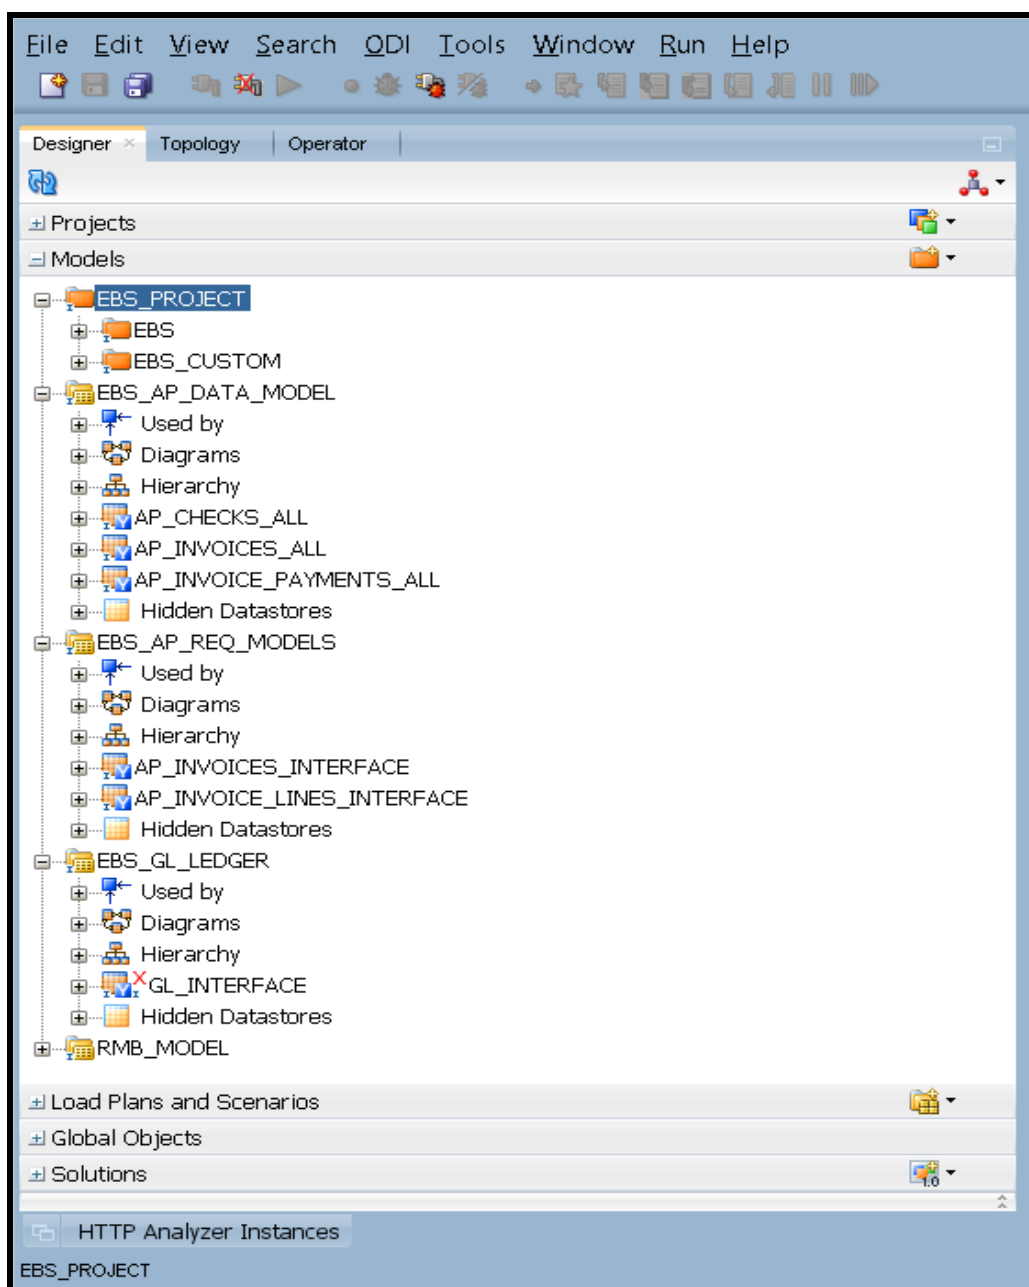 File Edit View Search ODI Tools Window Run Help
Designer Topology Operator
Projects
Models
EBS_PROJECT
EBS
EBS_CUSTOM
EBS_AP_DATA_MODEL
Used by
Diagrams
Hierarchy
AP_CHECKS_ALL
AP_INVOICES_ALL
AP_INVOICE_PAYMENTS_ALL
Hidden Datastores
EBS_AP_REQ_MODELS
Used by
Diagrams
Hierarchy
AP_INVOICES_INTERFACE
AP_INVOICE_LINES_INTERFACE
Hidden Datastores
EBS_GL_LEDGER
Used by
Diagrams
Hierarchy
GL_INTERFACE
Hidden Datastores
RMB_MODEL
Load Plans and Scenarios
Global Objects
Solutions
1.0
HTTP Analyzer Instances
EBS_PROJECT